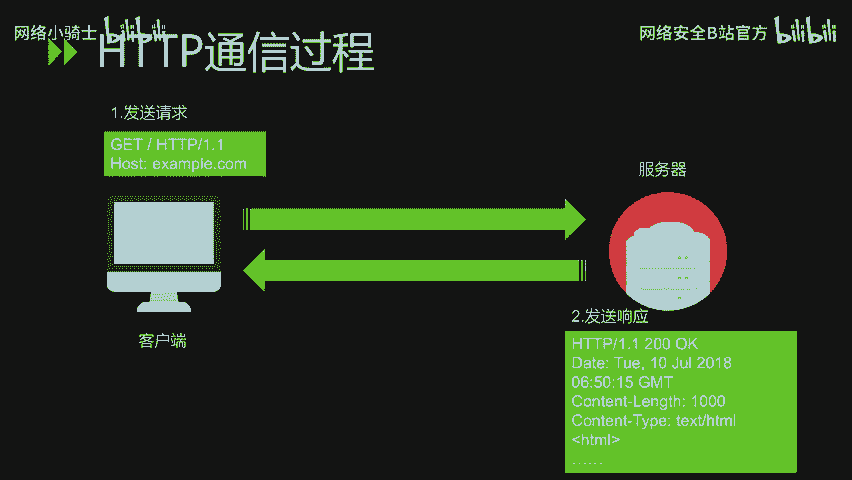 网络小骑士 bilibili
网络安全B站官方 bilibili
HTTP通信过程
1.发送请求
GET / HTTP/1.1
Host: example.com
服务器
客户端
2.发送响应
HTTP/1.1 200 OK
Date: Tue, 10 Jul 2018
06:50:15 GMT
Content-Length: 1000
Content-Type: text/html
<html>
......